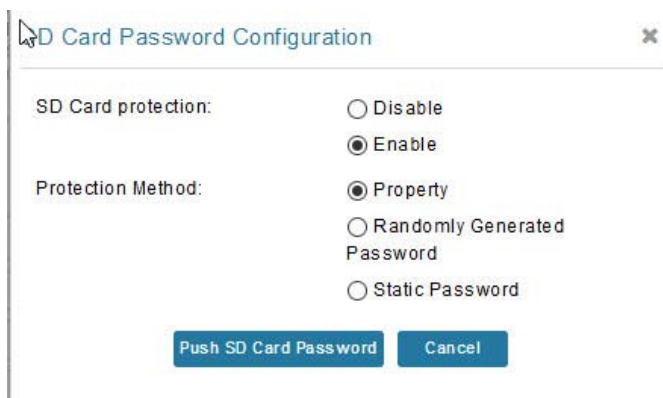 SD Card Password Configuration
SD Card protection:
Disable
Enable
Protection Method:
Property
Randomly Generated
Password
Static Password
Push SD Card Password
Cancel